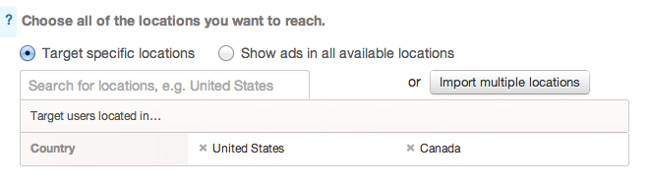 ? Choose all of the locations you want to reach.
Target specific locations Show ads in all available locations
Search for locations, e.g. United States or Import multiple locations
Target users located in...
Country × United States × Canada